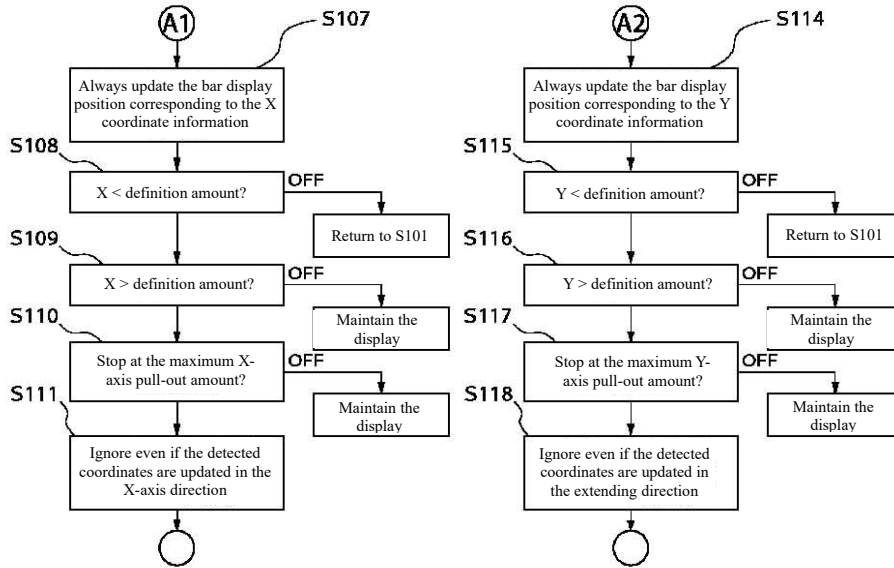 A1
S107
Always update the bar display
position corresponding to the X
coordinate information
S108
X < definition amount?
OFF
Return to S101
S109
X > definition amount?
OFF
Maintain the
display
S110
Stop at the maximum X-
axis pull-out amount?
OFF
Maintain the
display
S111
Ignore even if the detected
coordinates are updated in the
X-axis direction
A2
S114
Always update the bar display
position corresponding to the Y
coordinate information
S115
Y < definition amount?
OFF
Return to S101
S116
Y > definition amount?
OFF
Maintain the
display
S117
Stop at the maximum Y-
axis pull-out amount?
OFF
Maintain the
display
S118
Ignore even if the detected
coordinates are updated in
the extending direction